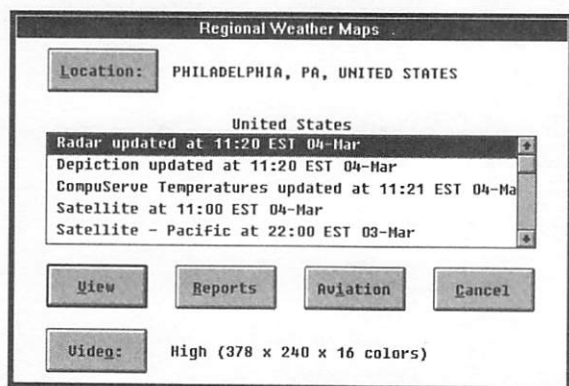 Regional Weather Maps
Location: PHILADELPHIA, PA, UNITED STATES
United States
Radar updated at 11:20 EST 04-Mar
Depiction updated at 11:20 EST 04-Mar
CompuServe Temperatures updated at 11:21 EST 04-Ma
Satellite at 11:00 EST 04-Mar
Satellite - Pacific at 22:00 EST 03-Mar
View Reports Aviation Cancel
Video: High (378 x 240 x 16 colors)